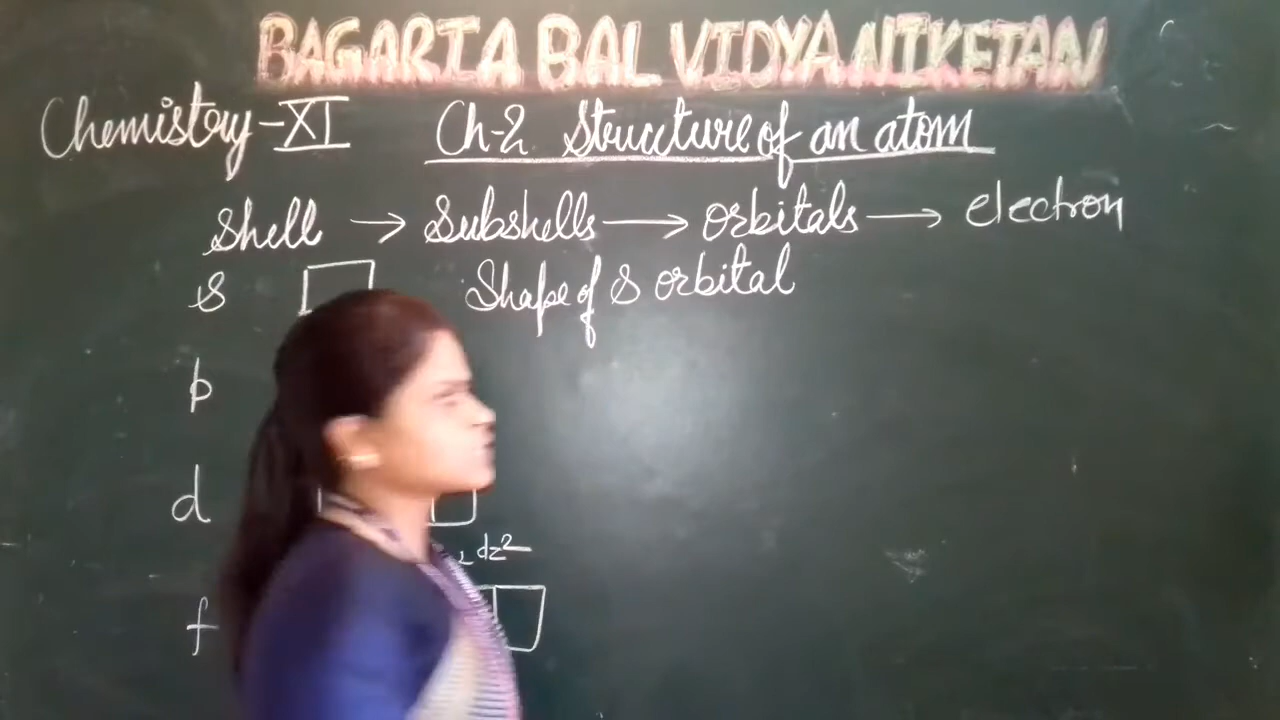 BAGARIA BAL VIDYA NIKETAN
Chemistry-XI Ch-2 Structure of an atom
Shell → Subshells → orbitals → electron
s Shape of s orbital
p
d
dz²
f